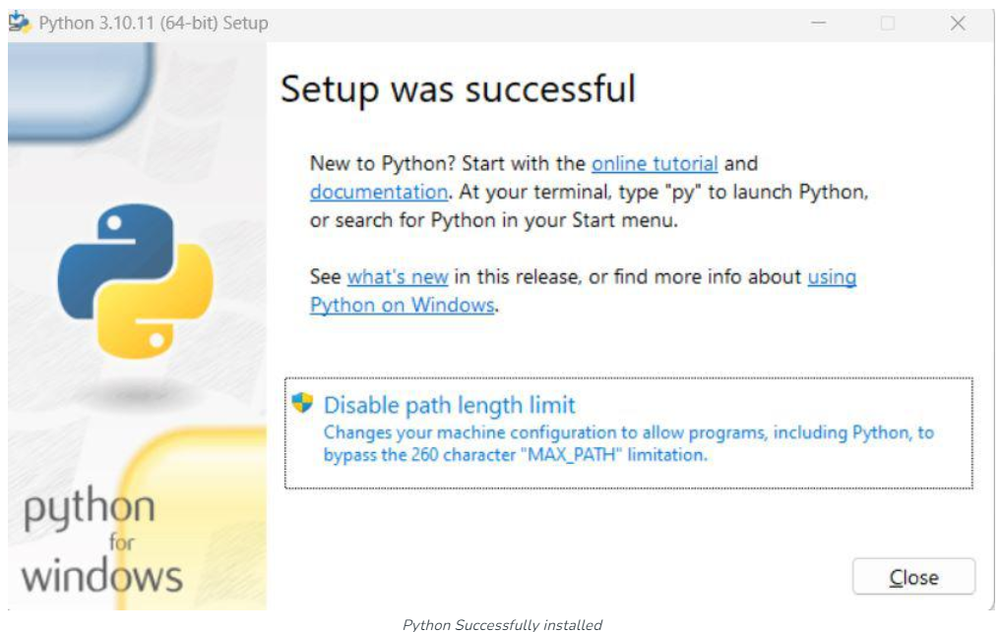 Python 3.10.11 (64-bit) Setup
Setup was successful
New to Python? Start with the online tutorial and
documentation. At your terminal, type "py" to launch Python,
or search for Python in your Start menu.
See what's new in this release, or find more info about using
Python on Windows.
Disable path length limit
Changes your machine configuration to allow programs, including Python, to
bypass the 260 character "MAX_PATH" limitation.
python
for
windows
Close
Python Successfully installed